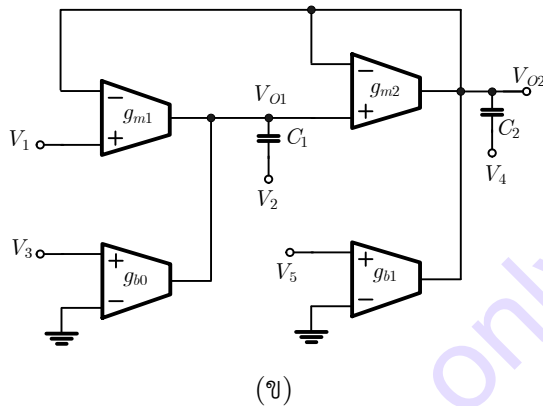 g_{m1}
g_{m2}
V_{O1}
V_{O2}
C_1
C_2
V_1
V_2
V_4
V_3
V_5
g_{b0}
g_{b1}
(ข)
only